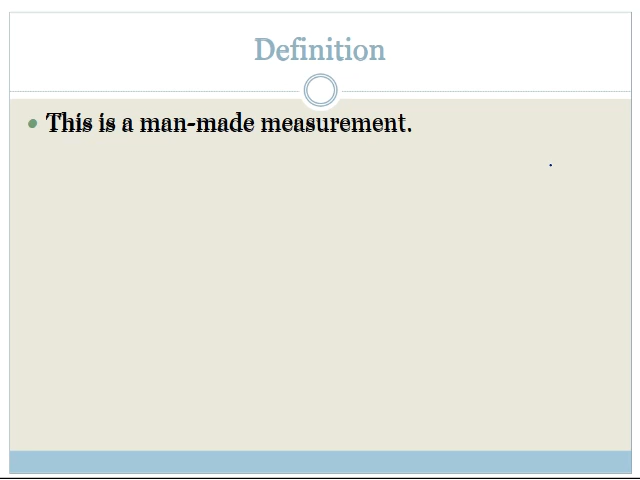 Definition
• This is a man-made measurement.